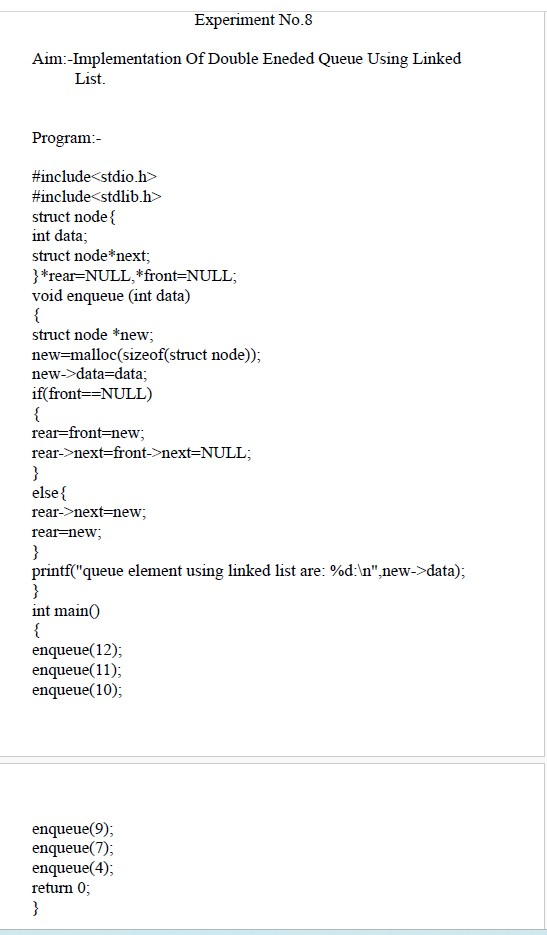 Experiment No.8
Aim:-Implementation Of Double Eneded Queue Using Linked
List.
Program:-
#include<stdio.h>
#include<stdlib.h>
struct node{
int data;
struct node*next;
}*rear=NULL,*front=NULL;
void enqueue (int data)
{
struct node *new;
new=malloc(sizeof(struct node));
new->data=data;
if(front==NULL)
{
rear=front=new;
rear->next=front->next=NULL;
}
else{
rear->next=new;
rear=new;
}
printf("queue element using linked list are: %d:\n",new->data);
}
int main()
{
enqueue(12);
enqueue(11);
enqueue(10);
enqueue(9);
enqueue(7);
enqueue(4);
return 0;
}